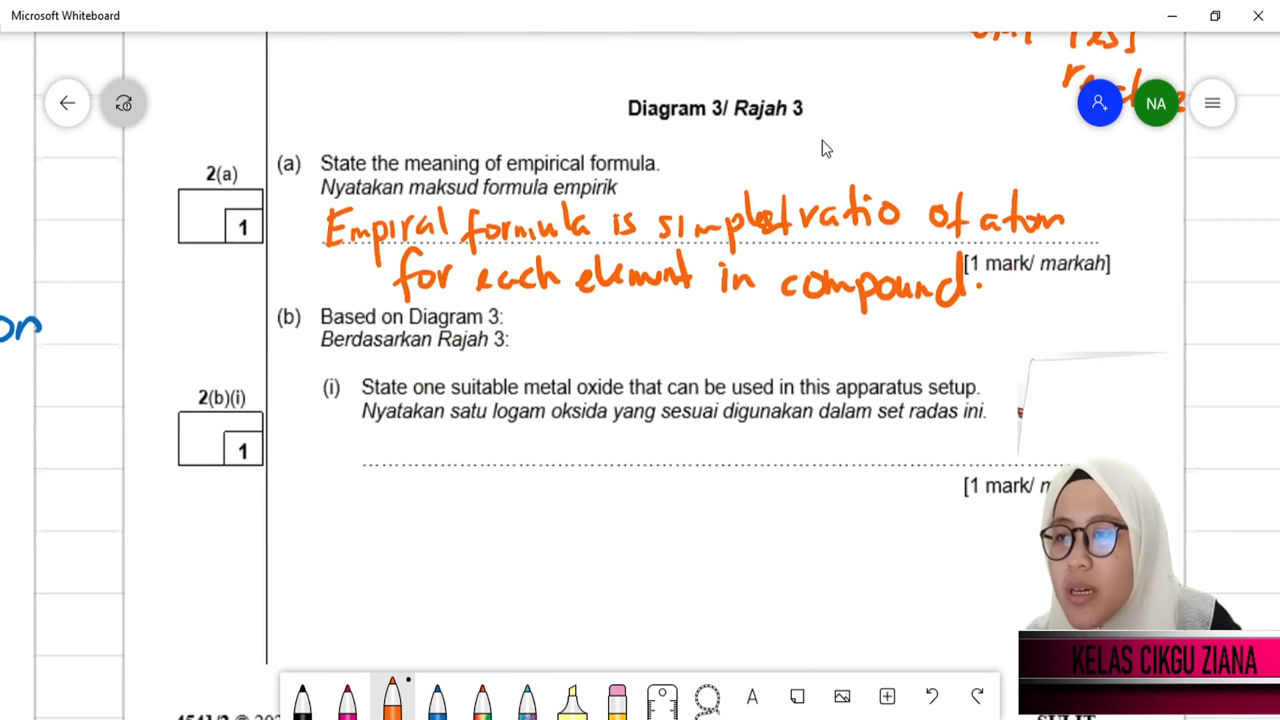 Microsoft Whiteboard
NA
Diagram 3/ Rajah 3
2(a)
1
(a) State the meaning of empirical formula.
Nyatakan maksud formula empirik
Empiral formula is simplest ratio of atom
for each element in compound.
[1 mark/ markah]
or
(b) Based on Diagram 3:
Berdasarkan Rajah 3:
2(b)(i)
1
(i) State one suitable metal oxide that can be used in this apparatus setup.
Nyatakan satu logam oksida yang sesuai digunakan dalam set radas ini.
[1 mark/
KELAS CIKGU ZIANA
A